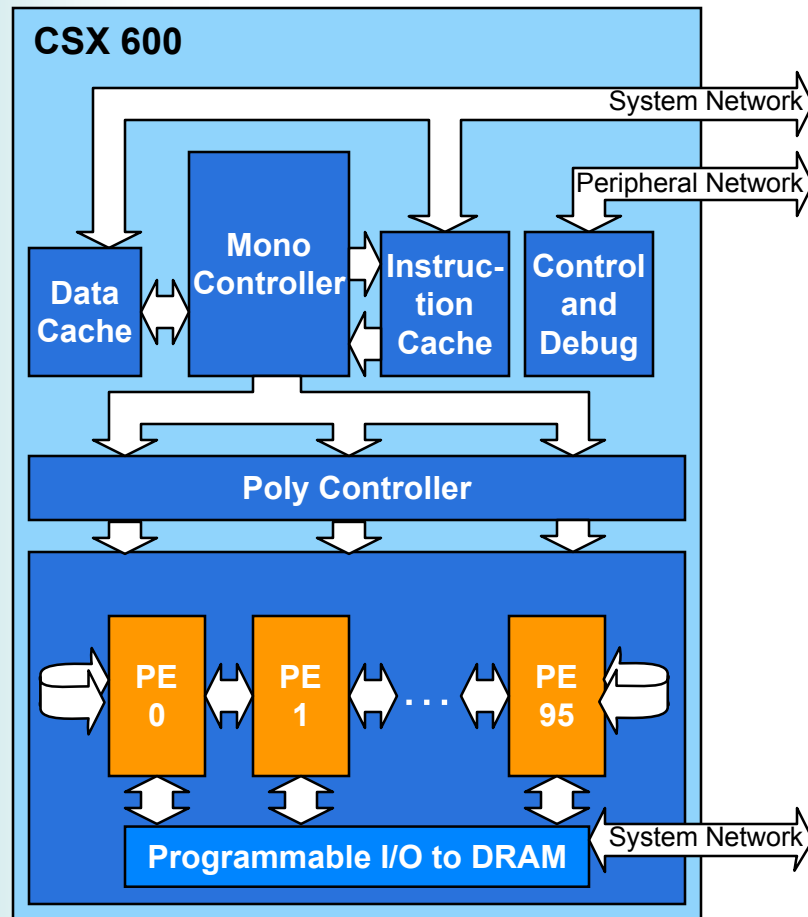 CSX 600
System Network
Peripheral Network
Mono
Controller
Data
Cache
Instruc-
tion
Cache
Control
and
Debug
Poly Controller
PE
0
PE
1
. . .
PE
95
Programmable I/O to DRAM
System Network